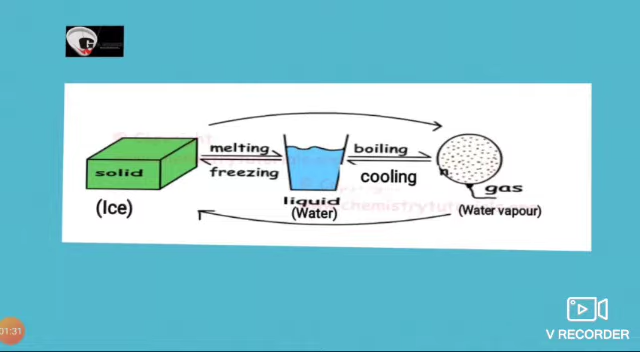 melting
boiling
solid
freezing
cooling
n
gas
(Ice)
liquid
(Water)
(Water vapour)
01:31
V RECORDER